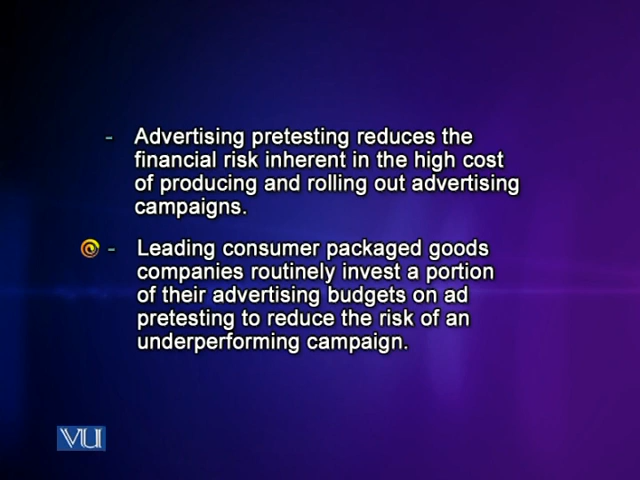 - Advertising pretesting reduces the
financial risk inherent in the high cost
of producing and rolling out advertising
campaigns.
- Leading consumer packaged goods
companies routinely invest a portion
of their advertising budgets on ad
pretesting to reduce the risk of an
underperforming campaign.
VU